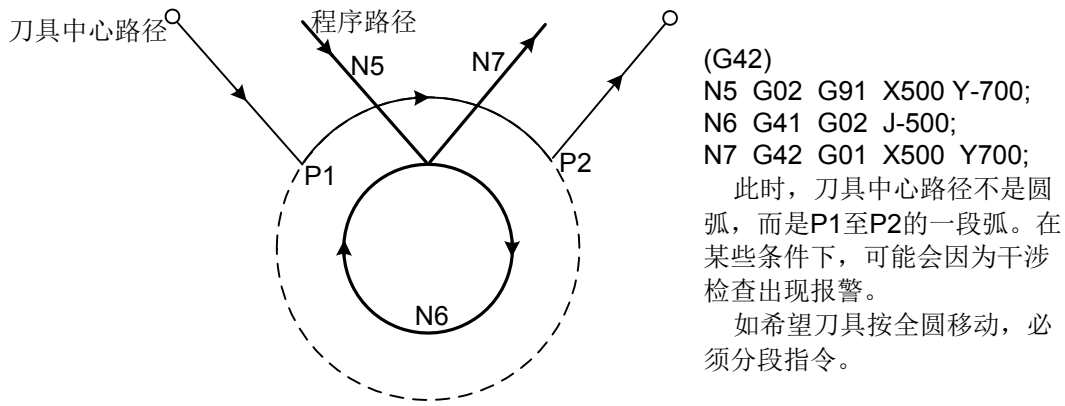 刀具中心路径
程序路径
N5
N7
P1
P2
N6
(G42)
N5 G02 G91 X500 Y-700;
N6 G41 G02 J-500;
N7 G42 G01 X500 Y700;
此时，刀具中心路径不是圆
弧，而是P1至P2的一段弧。在
某些条件下，可能会因为干涉
检查出现报警。
如希望刀具按全圆移动，必
须分段指令。